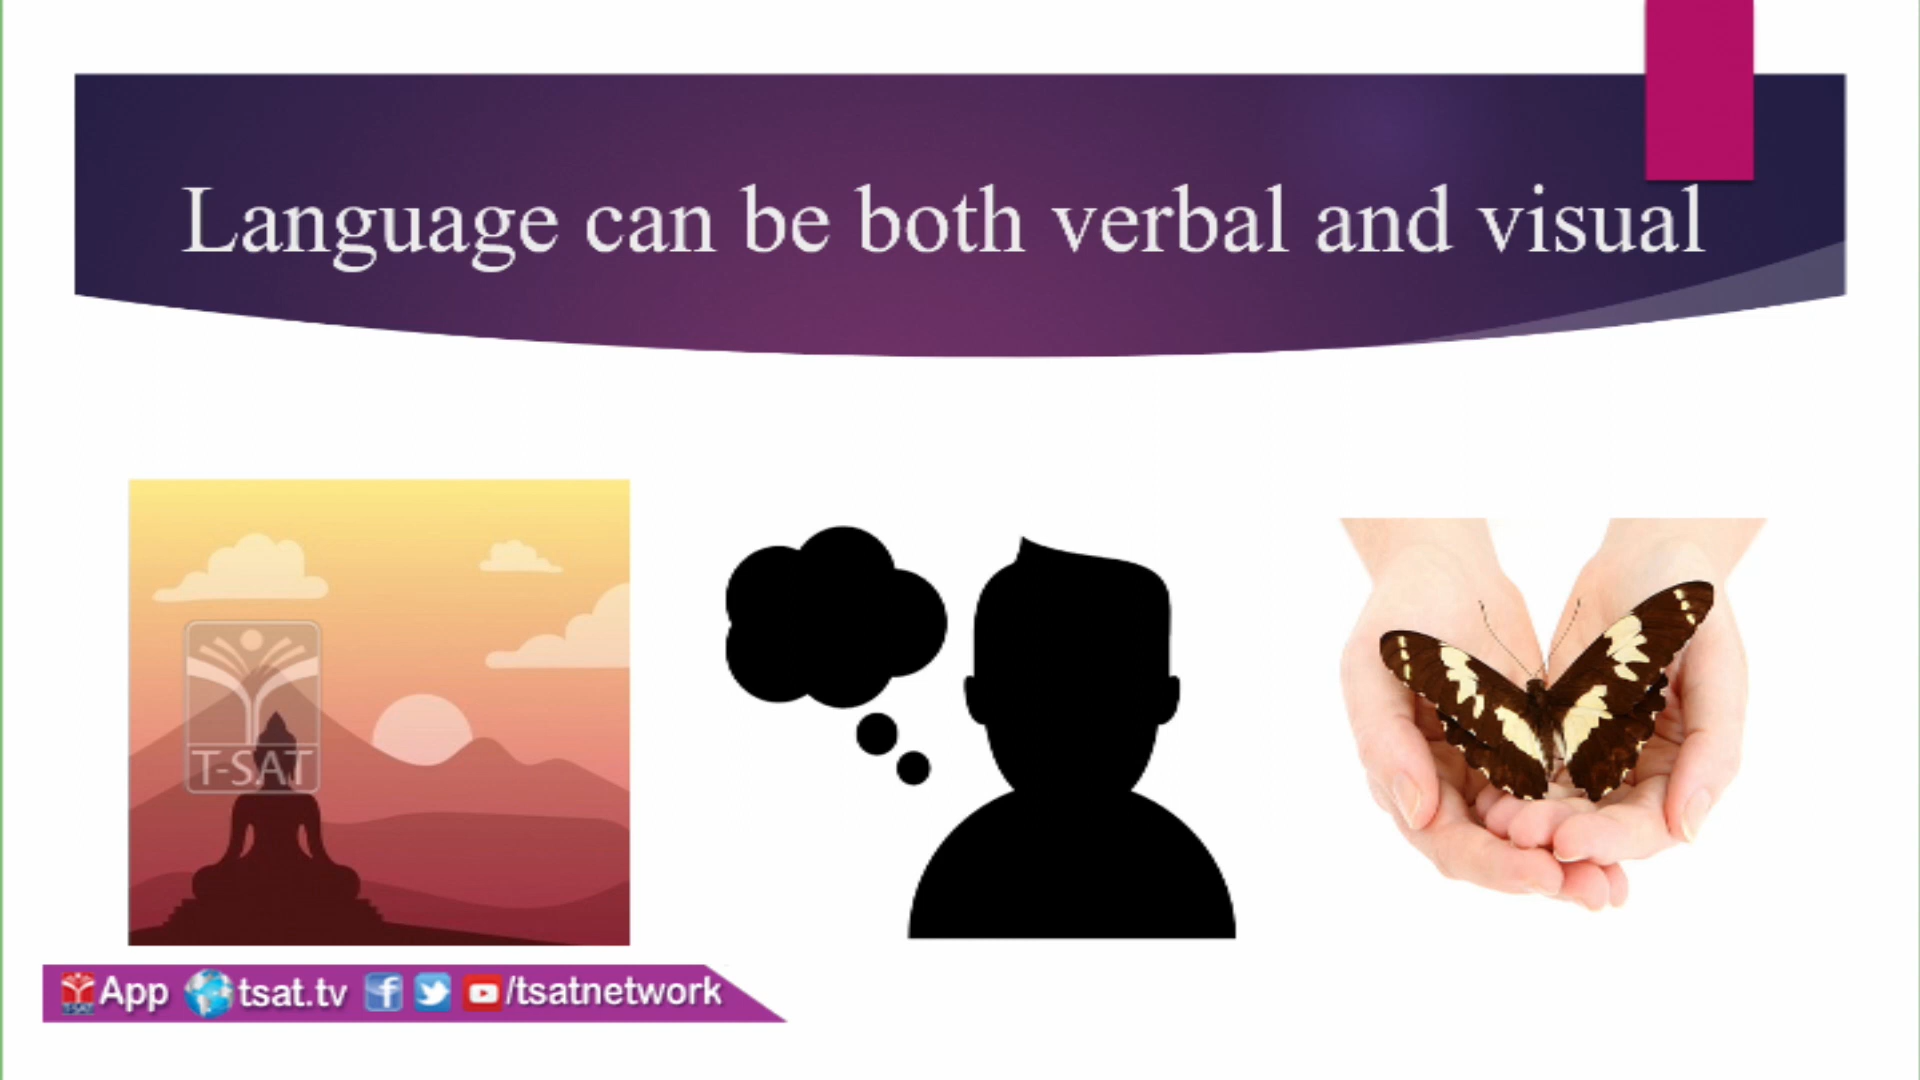 Language can be both verbal and visual
T-SAT
App tsat.tv /tsatnetwork